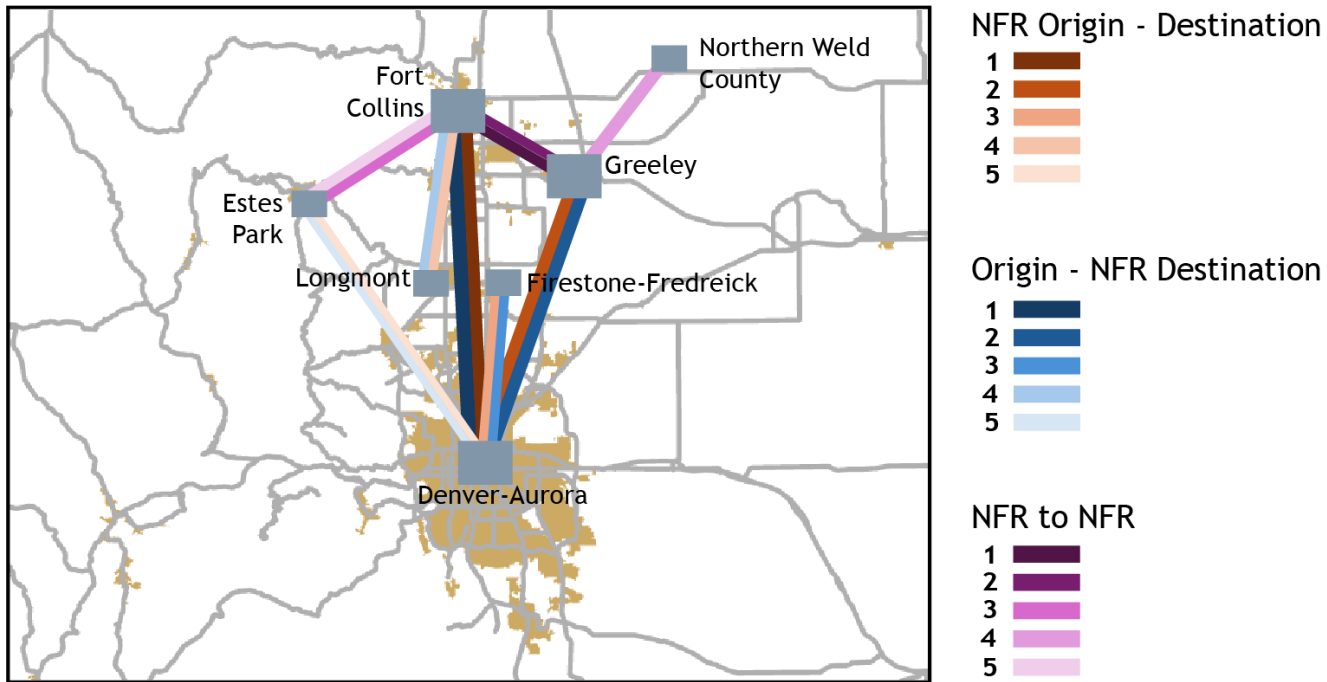 Northern Weld
County
Fort
Collins
Greeley
Estes
Park
Longmont
Firestone-Fredreick
Denver-Aurora
NFR Origin - Destination
1
2
3
4
5
Origin - NFR Destination
1
2
3
4
5
NFR to NFR
1
2
3
4
5